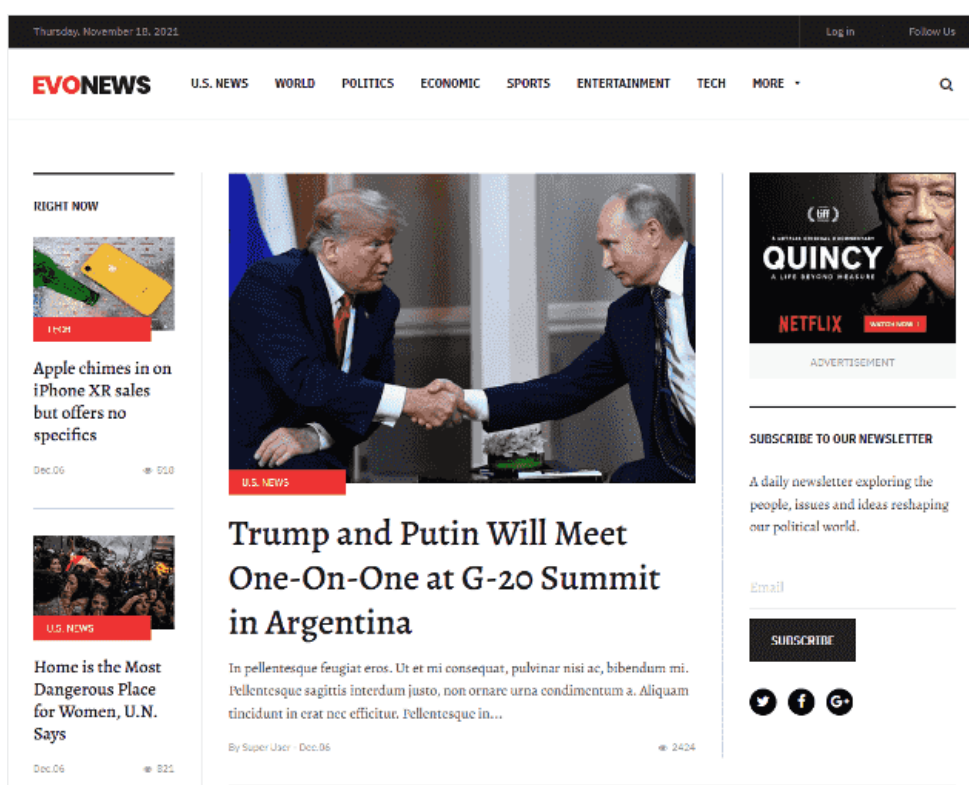 Thursday, November 18, 2021
Log in
Follow Us
EVONEWS
U.S. NEWS
WORLD
POLITICS
ECONOMIC
SPORTS
ENTERTAINMENT
TECH
MORE
RIGHT NOW
TECH
Apple chimes in on
iPhone XR sales
but offers no
specifics
Dec.06
510
U.S. NEWS
Home is the Most
Dangerous Place
for Women, U.N.
Says
Dec.06
821
U.S. NEWS
Trump and Putin Will Meet
One-On-One at G-20 Summit
in Argentina
In pellentesque feugiat eros. Ut et mi consequat, pulvinar nisi ac, bibendum mi.
Pellentesque sagittis interdum justo, non ornare urna condimentum a. Aliquam
tincidunt in erat nec efficitur. Pellentesque in...
By Super User - Dec.06
2424
tiff
A NETFLIX ORIGINAL DOCUMENTARY
QUINCY
A LIFE BEYOND MEASURE
NETFLIX
WATCH NOW
ADVERTISEMENT
SUBSCRIBE TO OUR NEWSLETTER
A daily newsletter exploring the
people, issues and ideas reshaping
our political world.
Email
SUBSCRIBE